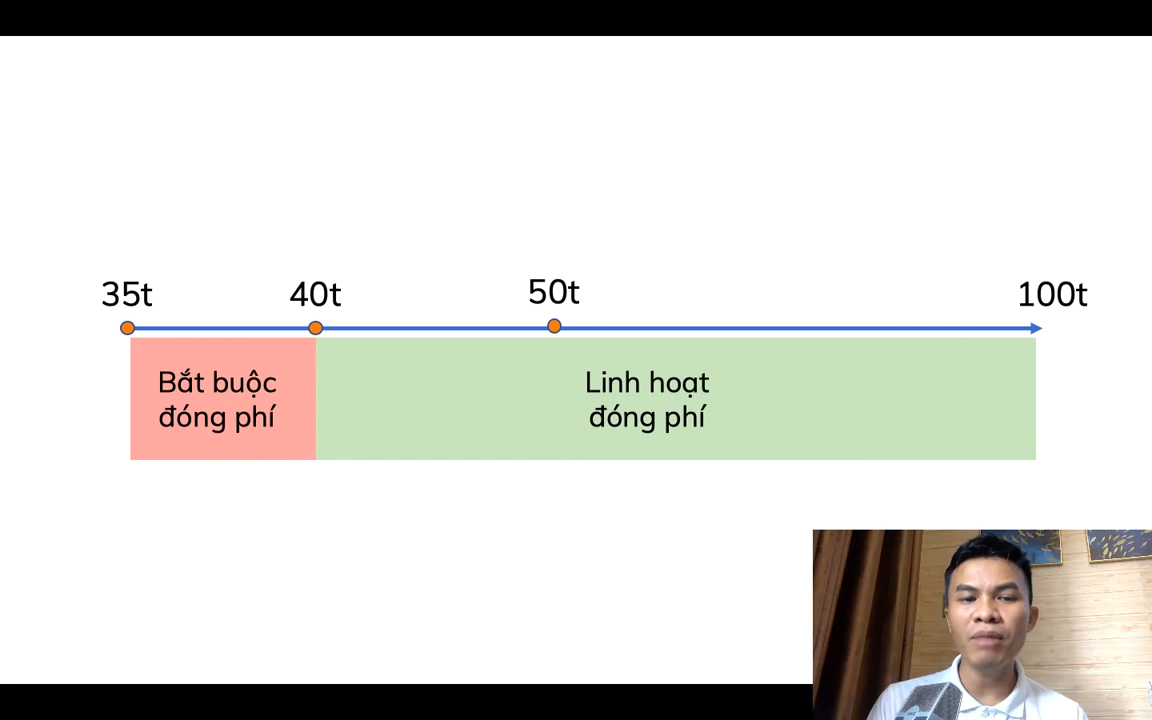 35t
40t
50t
100t
Bắt buộc
đóng phí
Linh hoạt
đóng phí